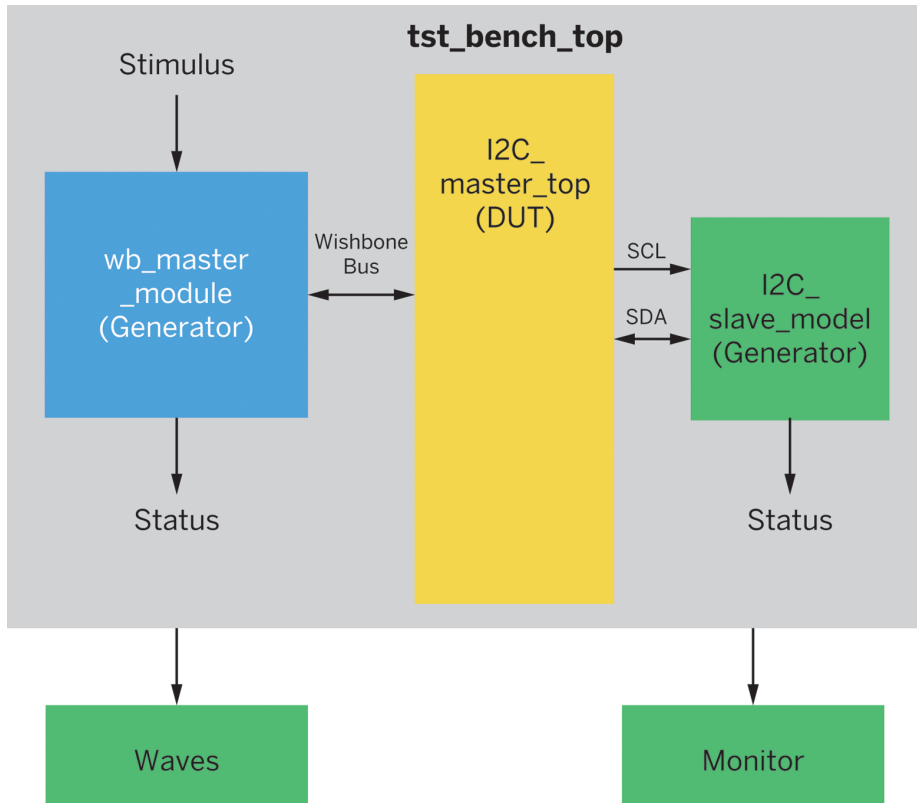 tst_bench_top
Stimulus
I2C_
master_top
(DUT)
wb_master
_module
(Generator)
Wishbone
Bus
SCL
SDA
I2C_
slave_model
(Generator)
Status
Status
Waves
Monitor